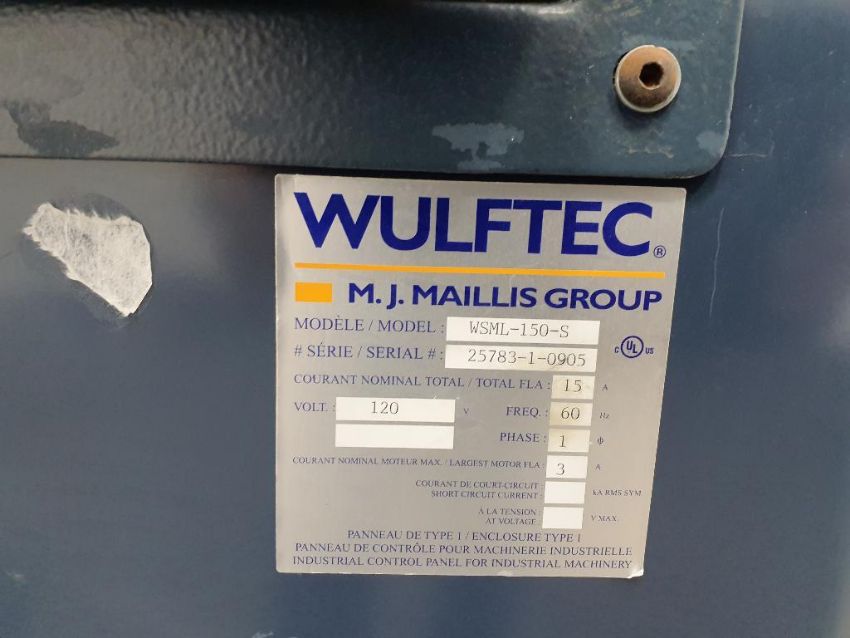 WULFTEC ®
M. J. MAILLIS GROUP
MODÈLE / MODEL : WSML-150-S
# SÉRIE / SERIAL # : 25783-1-0905
C UL US
COURANT NOMINAL TOTAL / TOTAL FLA : 15 A
VOLT. : 120 V FREQ. : 60 Hz
PHASE : 1 ф
COURANT NOMINAL MOTEUR MAX. / LARGEST MOTOR FLA : 3 A
COURANT DE COURT-CIRCUIT :
SHORT CIRCUIT CURRENT : kA RMS SYM
À LA TENSION :
AT VOLTAGE : V MAX.
PANNEAU DE TYPE 1 / ENCLOSURE TYPE 1
PANNEAU DE CONTRÔLE POUR MACHINERIE INDUSTRIELLE
INDUSTRIAL CONTROL PANEL FOR INDUSTRIAL MACHINERY